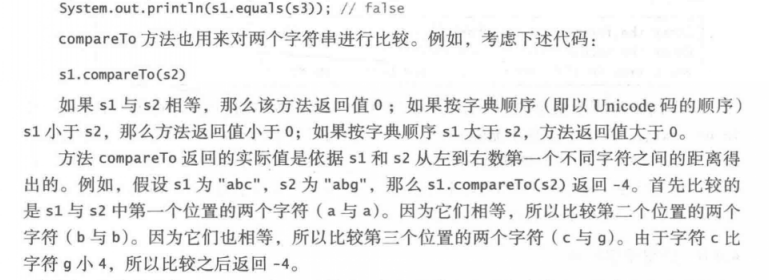 System.out.println(s1.equals(s3)); // false
compareTo 方法也用来对两个字符串进行比较。例如，考虑下述代码：
s1.compareTo(s2)
如果 s1 与 s2 相等，那么该方法返回值 0；如果按字典顺序（即以 Unicode 码的顺序）
s1 小于 s2，那么方法返回值小于 0；如果按字典顺序 s1 大于 s2，方法返回值大于 0。
方法 compareTo 返回的实际值是依据 s1 和 s2 从左到右数第一个不同字符之间的距离得
出的。例如，假设 s1 为 "abc"，s2 为 "abg"，那么 s1.compareTo(s2) 返回 -4。首先比较的
是 s1 与 s2 中第一个位置的两个字符（a 与 a）。因为它们相等，所以比较第二个位置的两个
字符（b 与 b）。因为它们也相等，所以比较第三个位置的两个字符（c 与 g）。由于字符 c 比
字符 g 小 4，所以比较之后返回 -4。